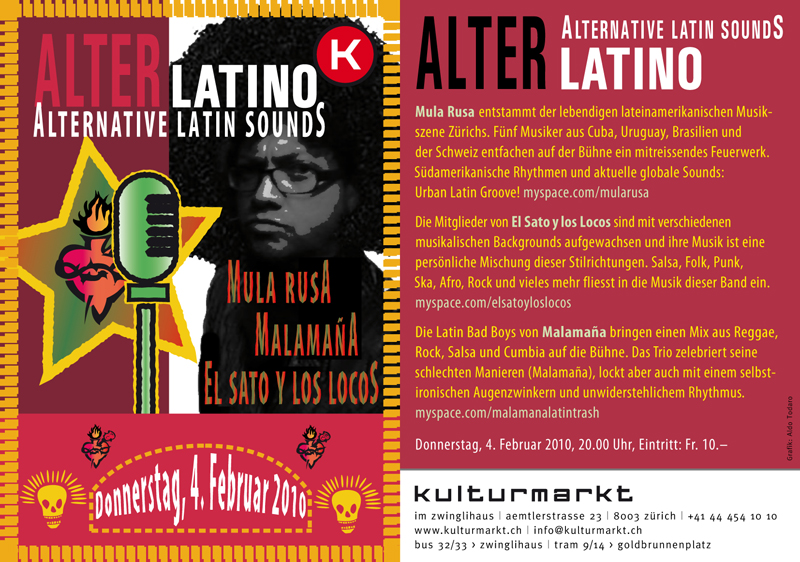 ALTER LATINO
K
ALTERNATIVE LATIN SOUNDS
MULA RUSA
MALAMAÑA
EL SATO Y LOS LOCOS
Donnerstag, 4. Februar 2010
ALTER
ALTERNATIVE LATIN SOUNDS
LATINO
Mula Rusa entstammt der lebendigen lateinamerikanischen Musik-
szene Zürichs. Fünf Musiker aus Cuba, Uruguay, Brasilien und
der Schweiz entfachen auf der Bühne ein mitreissendes Feuerwerk.
Südamerikanische Rhythmen und aktuelle globale Sounds:
Urban Latin Groove! myspace.com/mularusa
Die Mitglieder von El Sato y los Locos sind mit verschiedenen
musikalischen Backgrounds aufgewachsen und ihre Musik ist eine
persönliche Mischung dieser Stilrichtungen. Salsa, Folk, Punk,
Ska, Afro, Rock und vieles mehr fliesst in die Musik dieser Band ein.
myspace.com/elsatoyloslocos
Die Latin Bad Boys von Malamaña bringen einen Mix aus Reggae,
Rock, Salsa und Cumbia auf die Bühne. Das Trio zelebriert seine
schlechten Manieren (Malamaña), lockt aber auch mit einem selbst-
ironischen Augenzwinkern und unwiderstehlichem Rhythmus.
myspace.com/malamanalatintrash
Donnerstag, 4. Februar 2010, 20.00 Uhr, Eintritt: Fr. 10.–
Grafik: Aldo Todaro
kulturmarkt
im zwinglihaus | aemtlerstrasse 23 | 8003 zürich | +41 44 454 10 10
www.kulturmarkt.ch | info@kulturmarkt.ch
bus 32/33 > zwinglihaus | tram 9/14 > goldbrunnenplatz